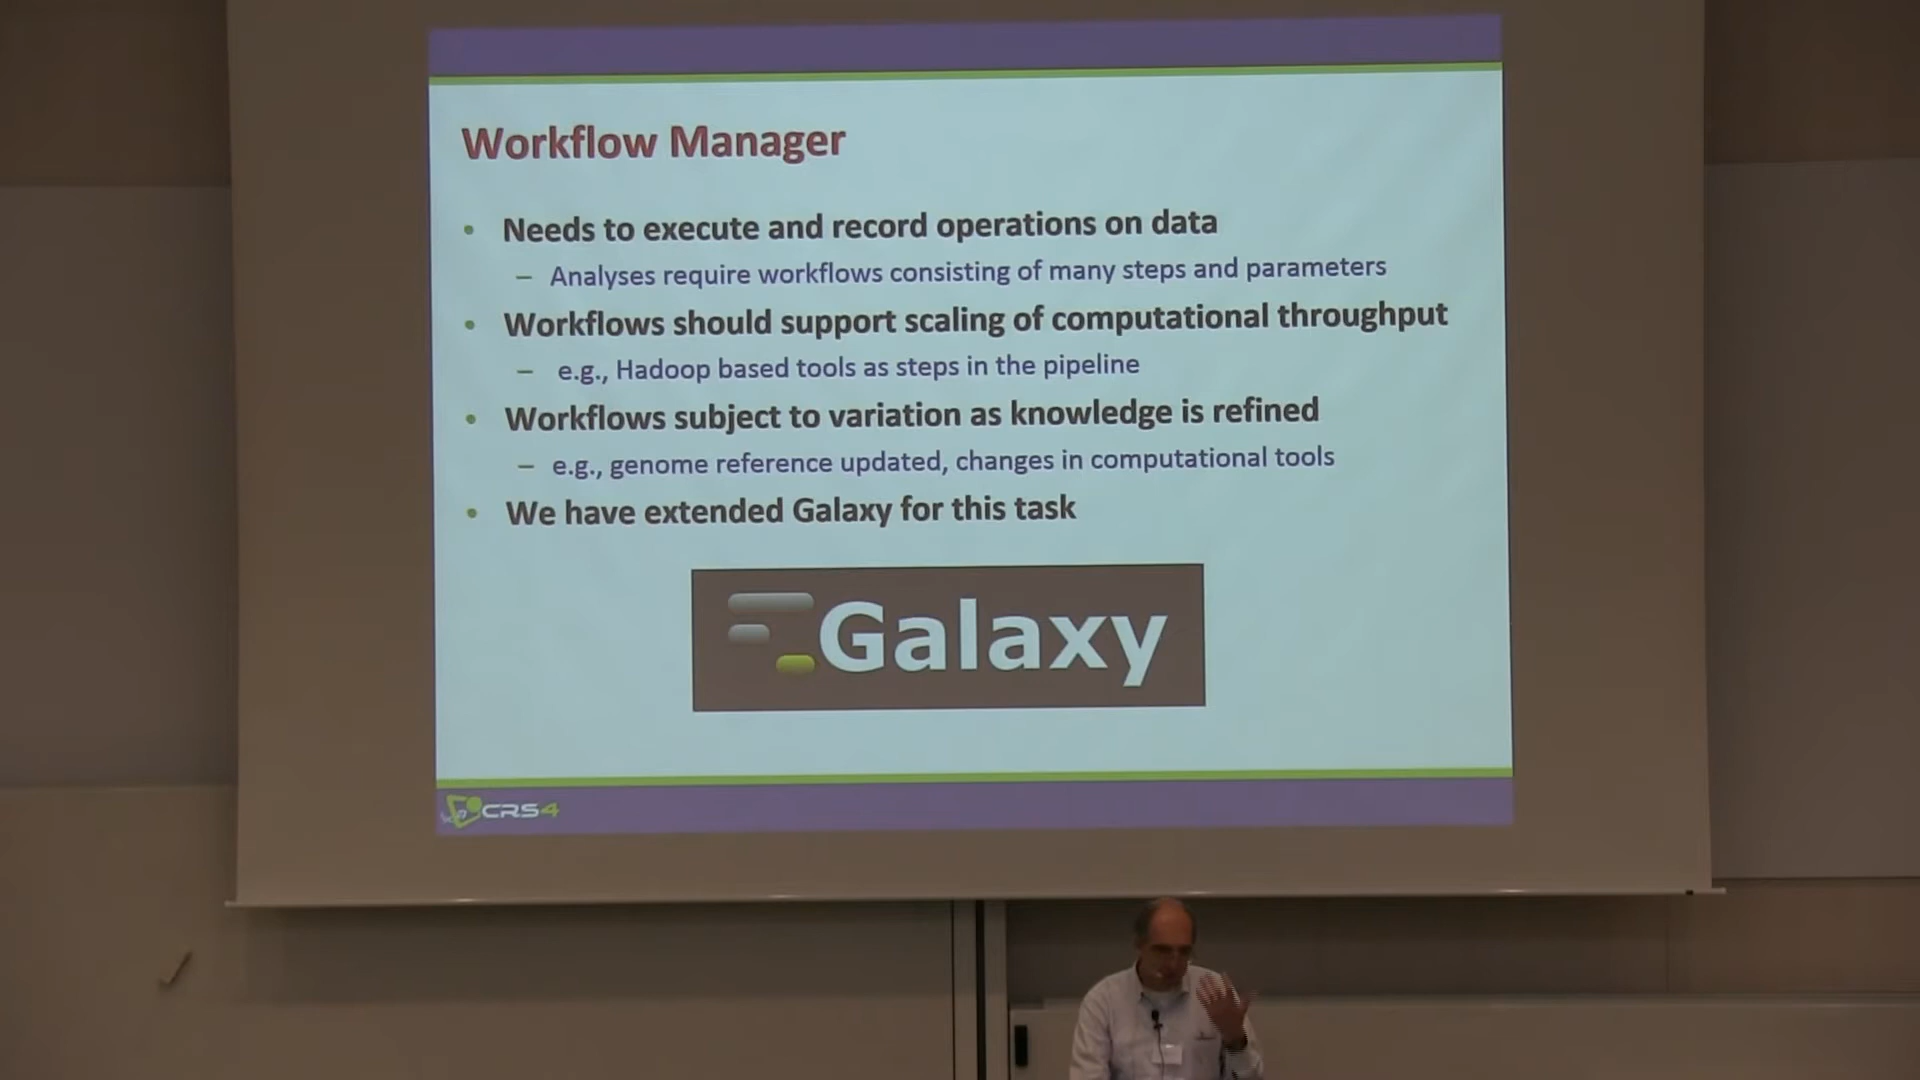 Workflow Manager
• Needs to execute and record operations on data
– Analyses require workflows consisting of many steps and parameters
• Workflows should support scaling of computational throughput
– e.g., Hadoop based tools as steps in the pipeline
• Workflows subject to variation as knowledge is refined
– e.g., genome reference updated, changes in computational tools
• We have extended Galaxy for this task
Galaxy
CRS4